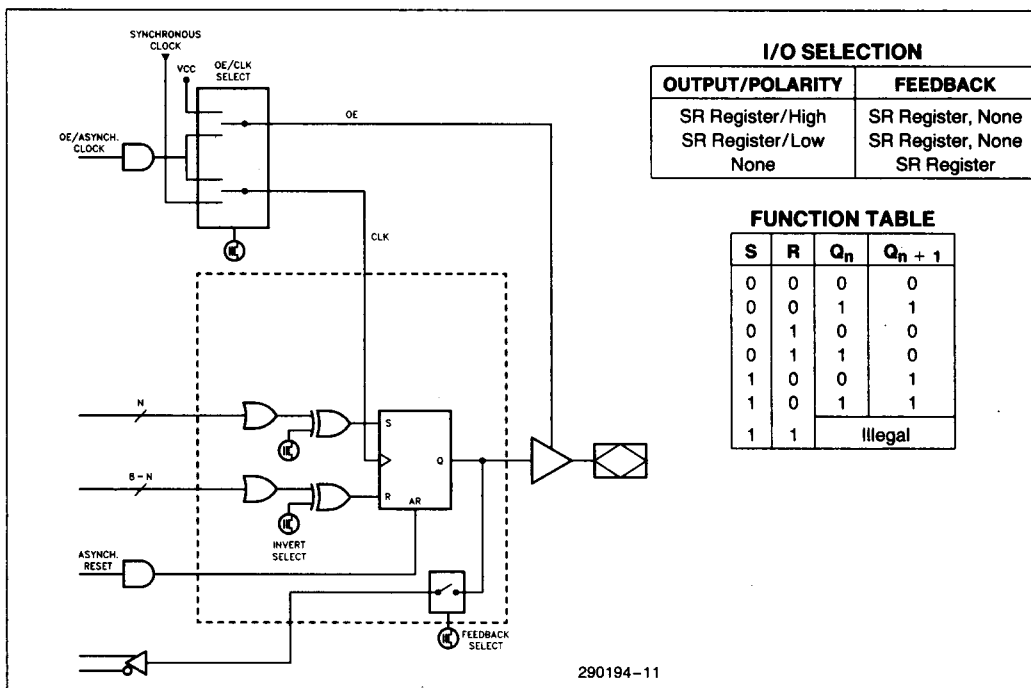 SYNCHRONOUS
CLOCK
VCC
OE/CLK
SELECT
OE
OE/ASYNCH.
CLOCK
CLK
N
S
Q
8-N
R
AR
INVERT
SELECT
ASYNCH.
RESET
FEEDBACK
SELECT
290194-11
I/O SELECTION
OUTPUT/POLARITY FEEDBACK
SR Register/High SR Register, None
SR Register/Low SR Register, None
None SR Register
FUNCTION TABLE
S R Qn Qn + 1
0 0 0 0
0 0 1 1
0 1 0 0
0 1 1 0
1 0 0 1
1 0 1 1
1 1 Illegal